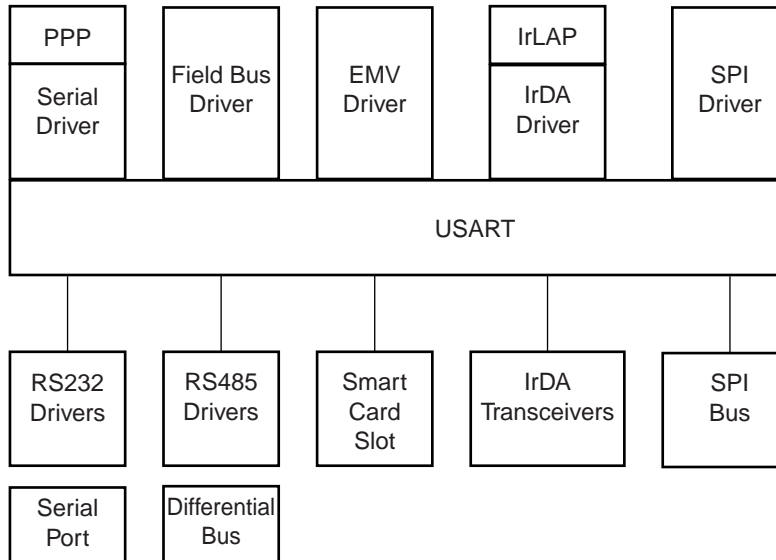 PPP
Serial
Driver
Field Bus
Driver
EMV
Driver
IrLAP
IrDA
Driver
SPI
Driver
USART
RS232
Drivers
RS485
Drivers
Smart
Card
Slot
IrDA
Transceivers
SPI
Bus
Serial
Port
Differential
Bus